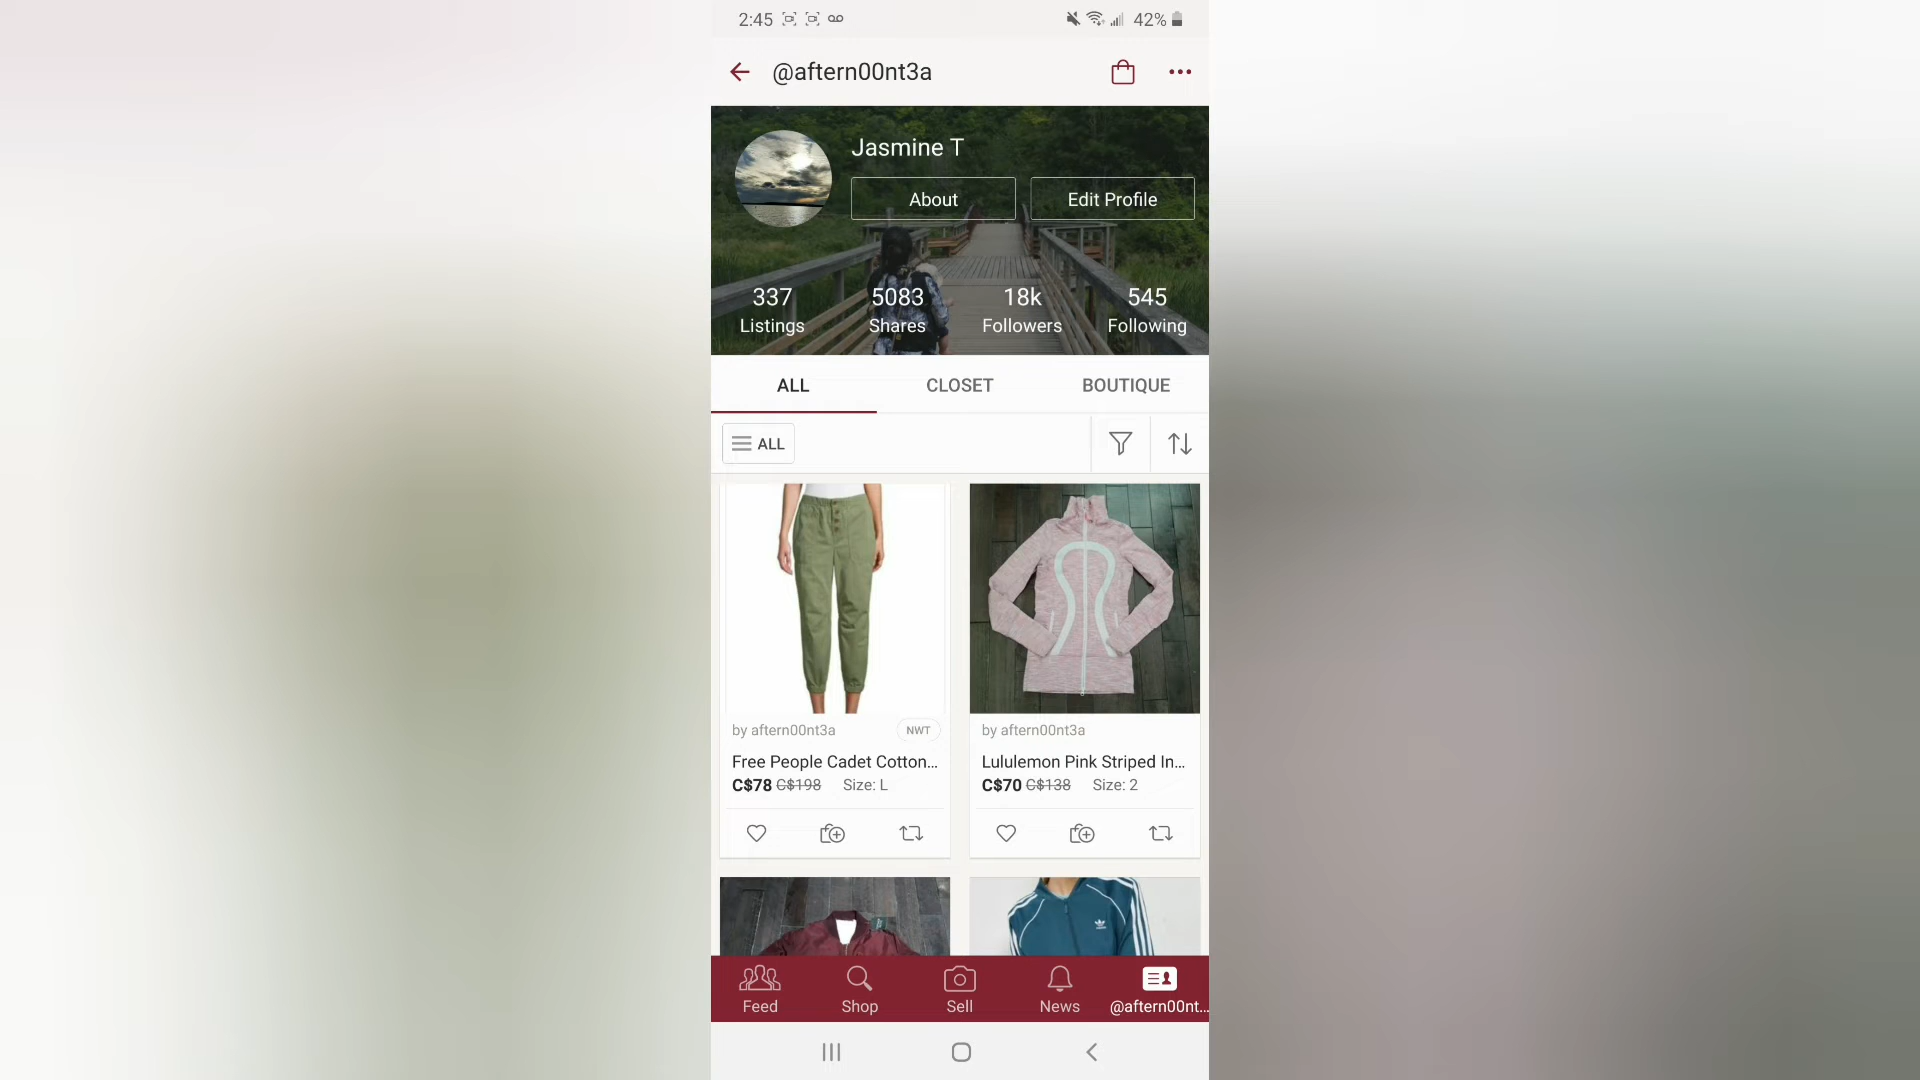 2:45 42%
@aftern00nt3a
Jasmine T
About Edit Profile
337 5083 18k 545
Listings Shares Followers Following
ALL CLOSET BOUTIQUE
ALL
by aftern00nt3a NWT
Free People Cadet Cotton...
C$78 C$198 Size: L
by aftern00nt3a
Lululemon Pink Striped In...
C$70 C$138 Size: 2
Feed Shop Sell News @aftern00nt...